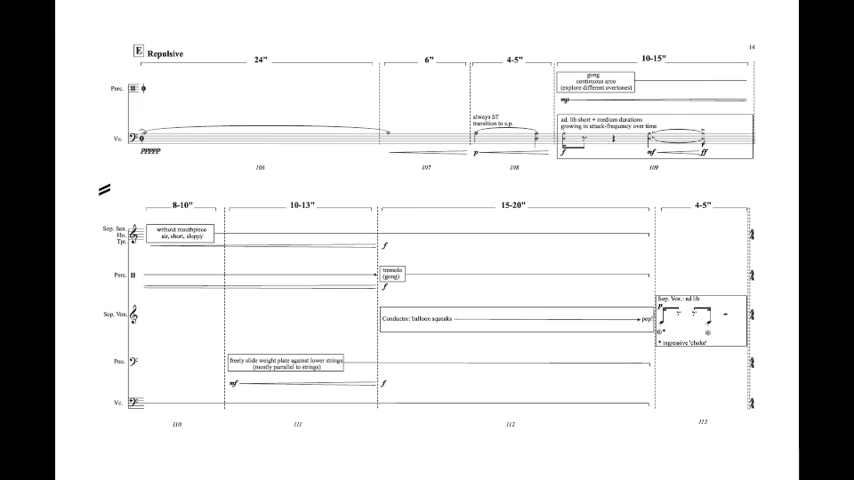 E Repulsive
14
24" 6" 4-5" 10-15"
gong
continuous arco
(explore different overtones)
Perc.
mp
always ST
transition to s.p.
ad. lib short + medium durations
growing in attack-frequency over time
Vc.
ppppp p f mf ff
106 107 108 109
8-10" 10-13" 15-20" 4-5"
Sop. Sax.
Hn.
Tpt.
without mouthpiece
air, short, sloppy
f
Perc.
tremolo
(gong)
f
Sop. Vox.: ad lib
p
Sop. Vox.
Conductor: balloon squeaks pop!
* ingressive 'choke'
Pno.
freely slide weight plate against lower strings
(mostly parrallel to strings)
mf f
Vc.
110 111 112 113